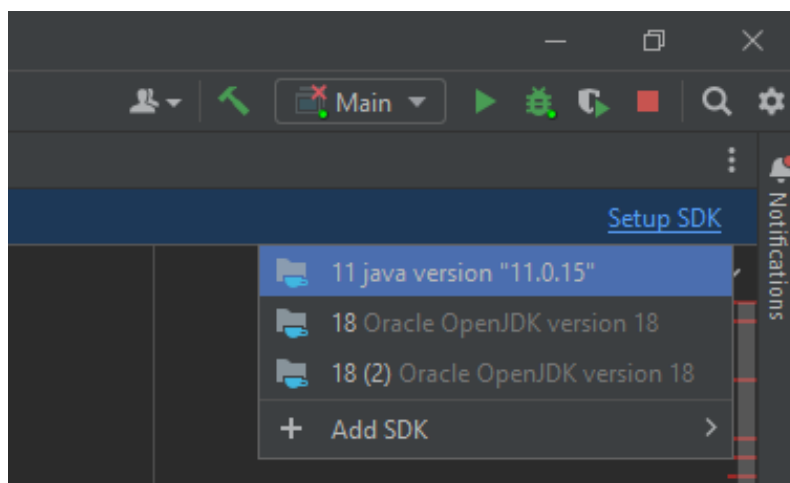 Main
Setup SDK
Notifications
11 java version "11.0.15"
18 Oracle OpenJDK version 18
18 (2) Oracle OpenJDK version 18
+ Add SDK >